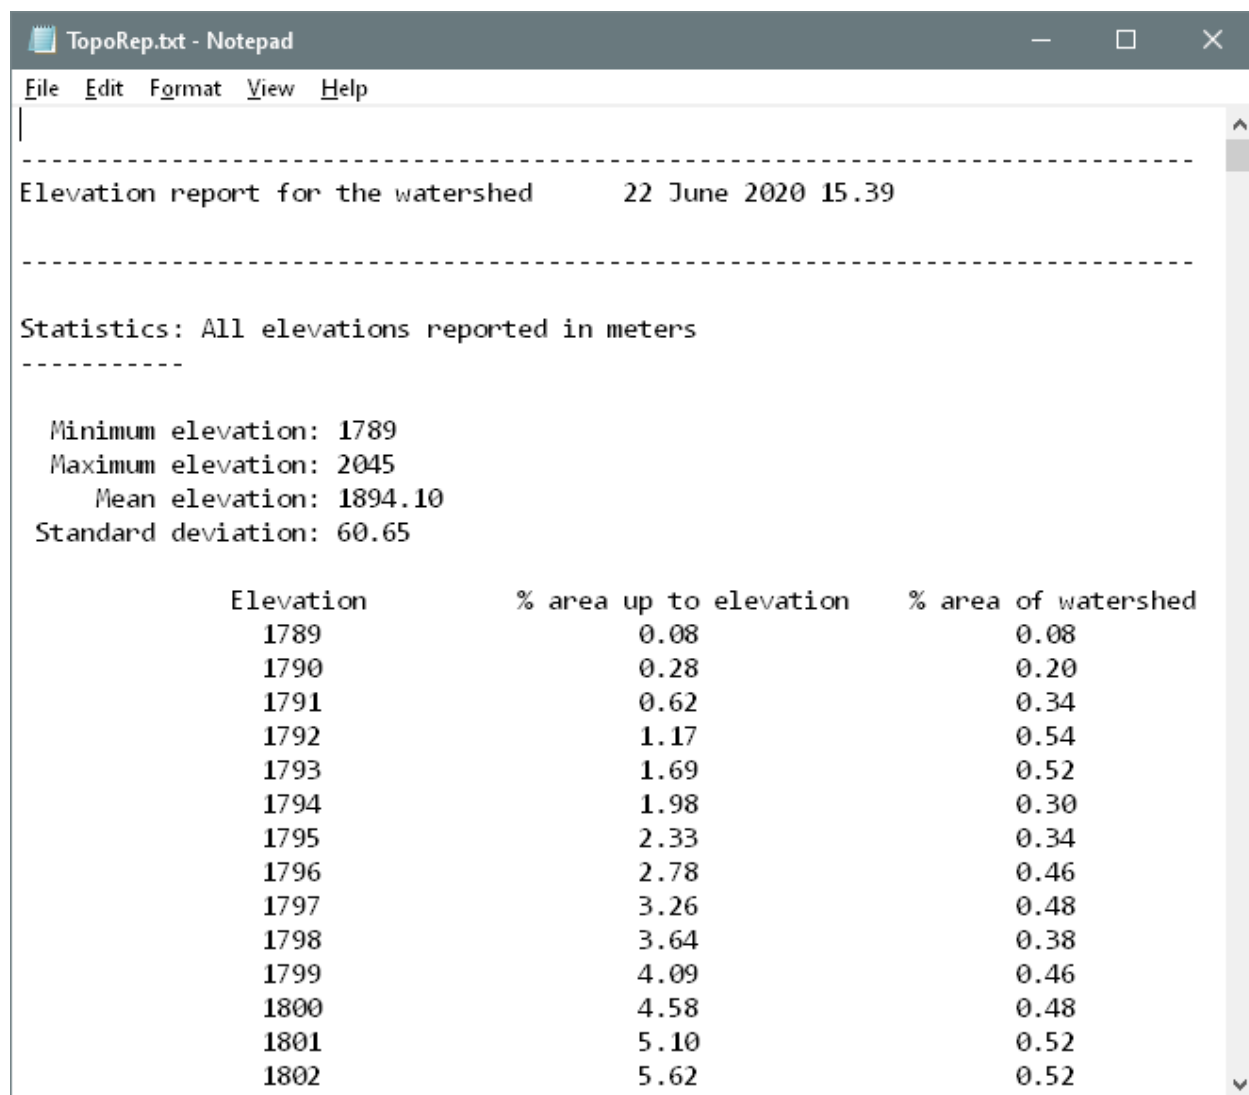 TopoRep.txt - Notepad
File Edit Format View Help
------------------------------------------------------------------------------
Elevation report for the watershed      22 June 2020 15.39
------------------------------------------------------------------------------
Statistics: All elevations reported in meters
-----------
Minimum elevation: 1789
Maximum elevation: 2045
Mean elevation: 1894.10
Standard deviation: 60.65
Elevation % area up to elevation % area of watershed
1789 0.08 0.08
1790 0.28 0.20
1791 0.62 0.34
1792 1.17 0.54
1793 1.69 0.52
1794 1.98 0.30
1795 2.33 0.34
1796 2.78 0.46
1797 3.26 0.48
1798 3.64 0.38
1799 4.09 0.46
1800 4.58 0.48
1801 5.10 0.52
1802 5.62 0.52